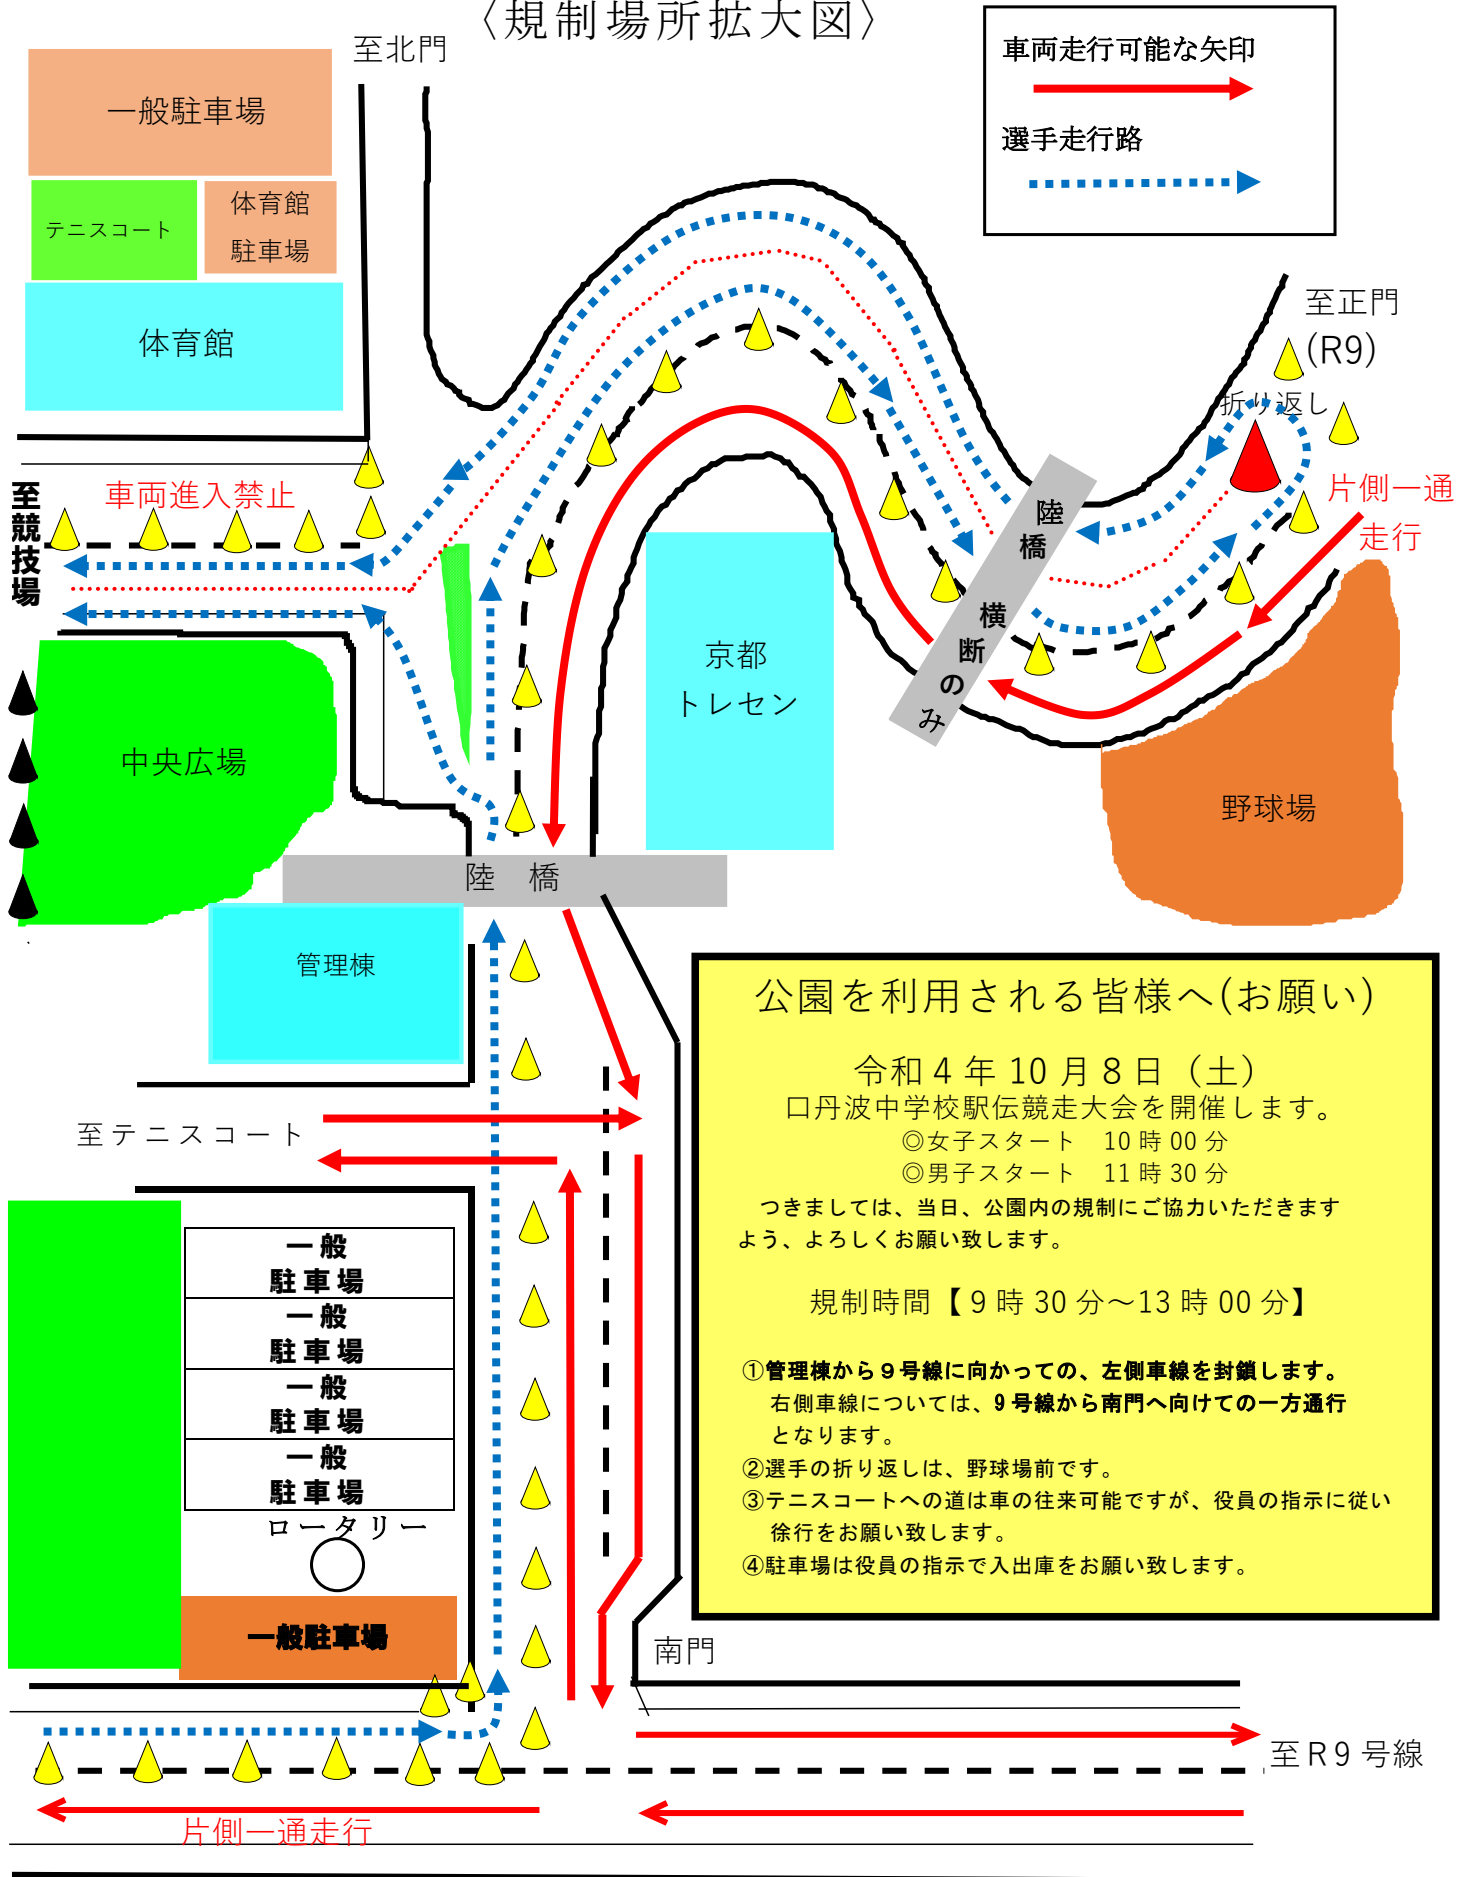 〈規制場所拡大図〉
車両走行可能な矢印
選手走行路
至北門
一般駐車場
テニスコート
体育館
駐車場
体育館
至正門
(R9)
折り返し
片側一通
走行
車両進入禁止
至競技場
陸橋
横断のみ
京都
トレセン
中央広場
野球場
陸 橋
管理棟
至テニスコート
一般
駐車場
一般
駐車場
一般
駐車場
一般
駐車場
ロータリー
一般駐車場
公園を利用される皆様へ(お願い)
令和4年10月8日（土）
口丹波中学校駅伝競走大会を開催します。
◎女子スタート　10時00分
◎男子スタート　11時30分
つきましては、当日、公園内の規制にご協力いただきます
よう、よろしくお願い致します。
規制時間【9時30分～13時00分】
①管理棟から9号線に向かっての、左側車線を封鎖します。
右側車線については、9号線から南門へ向けての一方通行
となります。
②選手の折り返しは、野球場前です。
③テニスコートへの道は車の往来可能ですが、役員の指示に従い
徐行をお願い致します。
④駐車場は役員の指示で入出庫をお願い致します。
南門
至R9号線
片側一通走行